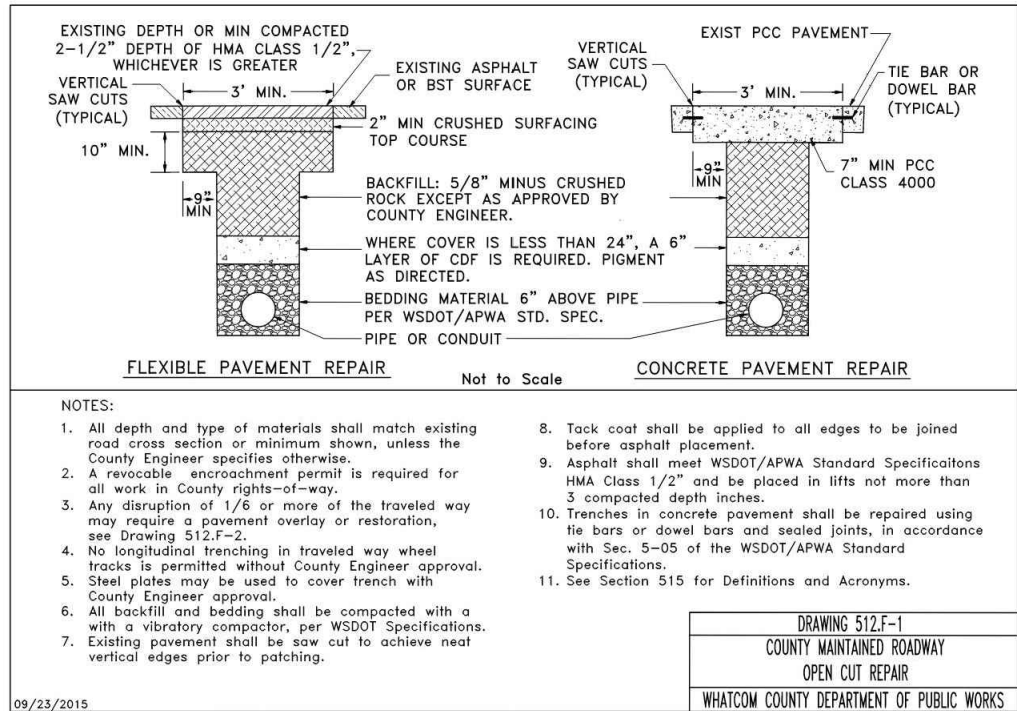 EXISTING DEPTH OR MIN COMPACTED
2-1/2" DEPTH OF HMA CLASS 1/2",
WHICHEVER IS GREATER
VERTICAL
SAW CUTS
(TYPICAL)
3' MIN.
EXISTING ASPHALT
OR BST SURFACE
2" MIN CRUSHED SURFACING
TOP COURSE
10" MIN.
9"
MIN
BACKFILL: 5/8" MINUS CRUSHED
ROCK EXCEPT AS APPROVED BY
COUNTY ENGINEER.
WHERE COVER IS LESS THAN 24", A 6"
LAYER OF CDF IS REQUIRED. PIGMENT
AS DIRECTED.
BEDDING MATERIAL 6" ABOVE PIPE
PER WSDOT/APWA STD. SPEC.
PIPE OR CONDUIT
FLEXIBLE PAVEMENT REPAIR
Not to Scale
EXIST PCC PAVEMENT
VERTICAL
SAW CUTS
(TYPICAL)
3' MIN.
TIE BAR OR
DOWEL BAR
(TYPICAL)
9"
MIN
7" MIN PCC
CLASS 4000
CONCRETE PAVEMENT REPAIR
NOTES:
1. All depth and type of materials shall match existing
road cross section or minimum shown, unless the
County Engineer specifies otherwise.
2. A revocable encroachment permit is required for
all work in County rights-of-way.
3. Any disruption of 1/6 or more of the traveled way
may require a pavement overlay or restoration,
see Drawing 512.F-2.
4. No longitudinal trenching in traveled way wheel
tracks is permitted without County Engineer approval.
5. Steel plates may be used to cover trench with
County Engineer approval.
6. All backfill and bedding shall be compacted with a
with a vibratory compactor, per WSDOT Specifications.
7. Existing pavement shall be saw cut to achieve neat
vertical edges prior to patching.
8. Tack coat shall be applied to all edges to be joined
before asphalt placement.
9. Asphalt shall meet WSDOT/APWA Standard Specificaitons
HMA Class 1/2" and be placed in lifts not more than
3 compacted depth inches.
10. Trenches in concrete pavement shall be repaired using
tie bars or dowel bars and sealed joints, in accordance
with Sec. 5-05 of the WSDOT/APWA Standard
Specifications.
11. See Section 515 for Definitions and Acronyms.
DRAWING 512.F-1
COUNTY MAINTAINED ROADWAY
OPEN CUT REPAIR
WHATCOM COUNTY DEPARTMENT OF PUBLIC WORKS
09/23/2015